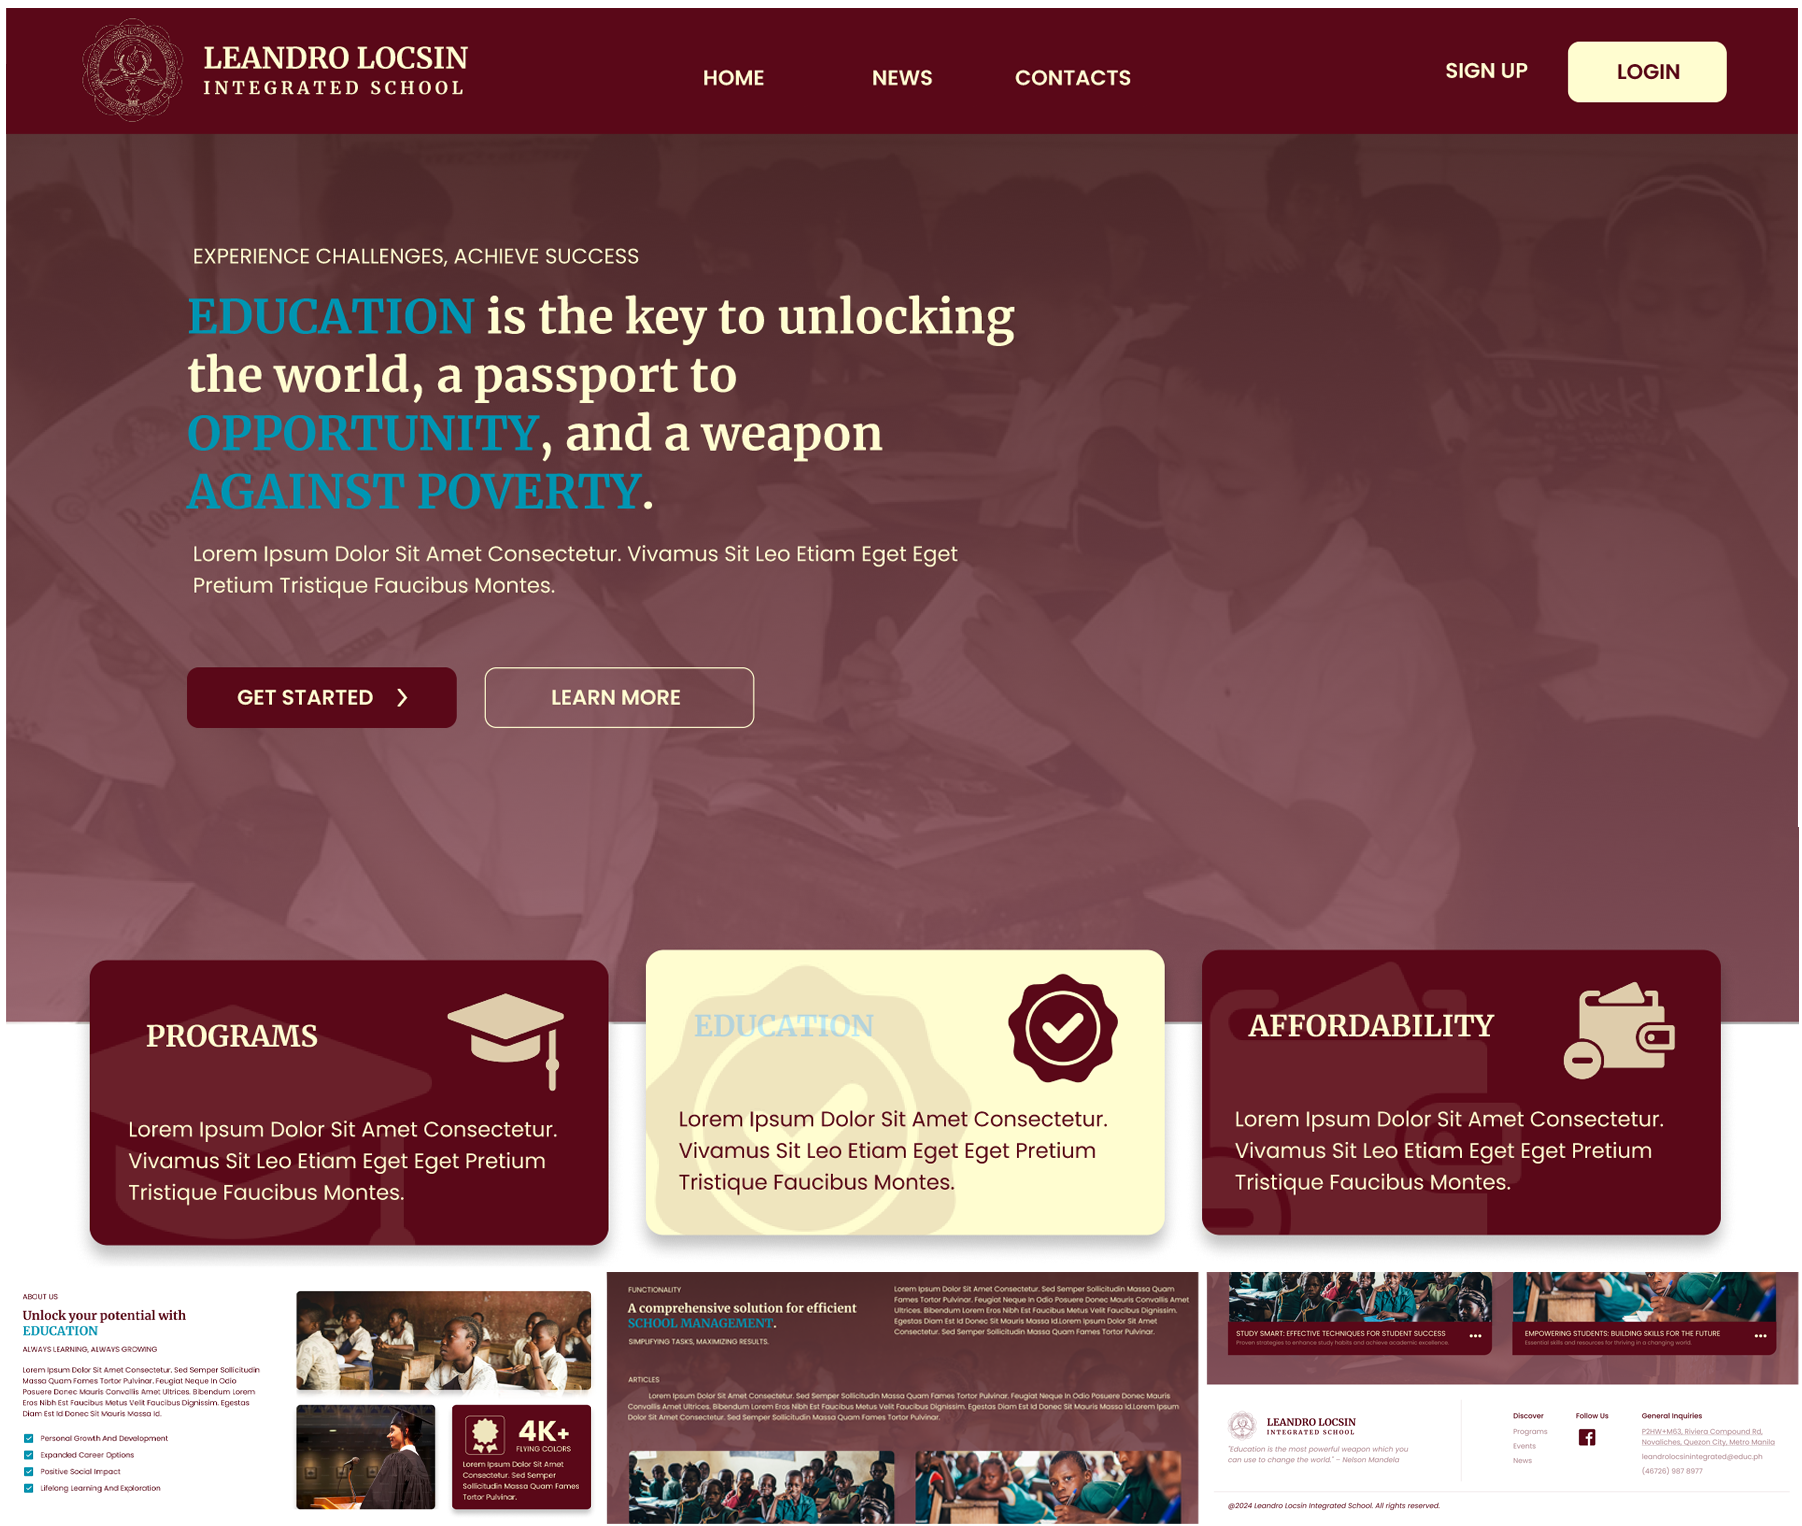 LEANDRO LOCSIN
INTEGRATED SCHOOL
HOME
NEWS
CONTACTS
SIGN UP
LOGIN
EXPERIENCE CHALLENGES, ACHIEVE SUCCESS
EDUCATION is the key to unlocking
the world, a passport to
OPPORTUNITY, and a weapon
AGAINST POVERTY.
Lorem Ipsum Dolor Sit Amet Consectetur. Vivamus Sit Leo Etiam Eget Eget
Pretium Tristique Faucibus Montes.
GET STARTED
LEARN MORE
PROGRAMS
Lorem Ipsum Dolor Sit Amet Consectetur.
Vivamus Sit Leo Etiam Eget Eget Pretium
Tristique Faucibus Montes.
EDUCATION
Lorem Ipsum Dolor Sit Amet Consectetur.
Vivamus Sit Leo Etiam Eget Eget Pretium
Tristique Faucibus Montes.
AFFORDABILITY
Lorem Ipsum Dolor Sit Amet Consectetur.
Vivamus Sit Leo Etiam Eget Eget Pretium
Tristique Faucibus Montes.
ABOUT US
Unlock your potential with
EDUCATION
ALWAYS LEARNING, ALWAYS GROWING
Lorem Ipsum Dolor Sit Amet Consectetur. Sed Semper Sollicitudin
Massa Quam Fames Tortor Pulvinar. Feugiat Neque In Odio
Posuere Donec Mauris Convallis Amet Ultrices. Bibendum Lorem
Eros Nibh Est Faucibus Metus Velit Faucibus Dignissim. Egestas
Diam Est Id Donec Sit Mauris Massa Id.
Personal Growth And Development
Expanded Career Options
Positive Social Impact
Lifelong Learning And Exploration
4K+
FLYING COLORS
Lorem Ipsum Dolor Sit Amet
Consectetur. Sed Semper
Sollicitudin Massa Quam Fames
Tortor Pulvinar.
FUNCTIONALITY
A comprehensive solution for efficient
SCHOOL MANAGEMENT.
SIMPLIFYING TASKS, MAXIMIZING RESULTS.
Lorem Ipsum Dolor Sit Amet Consectetur. Sed Semper Sollicitudin Massa Quam
Fames Tortor Pulvinar. Feugiat Neque In Odio Posuere Donec Mauris Convallis Amet
Ultrices. Bibendum Lorem Eros Nibh Est Faucibus Metus Velit Faucibus Dignissim.
Egestas Diam Est Id Donec Sit Mauris Massa Id.Lorem Ipsum Dolor Sit Amet
Consectetur. Sed Semper Sollicitudin Massa Quam Fames Tortor Pulvinar.
ARTICLES
Lorem Ipsum Dolor Sit Amet Consectetur. Sed Semper Sollicitudin Massa Quam Fames Tortor Pulvinar. Feugiat Neque In Odio Posuere Donec Mauris
Convallis Amet Ultrices. Bibendum Lorem Eros Nibh Est Faucibus Metus Velit Faucibus Dignissim. Egestas Diam Est Id Donec Sit Mauris Massa Id.Lorem Ipsum
Dolor Sit Amet Consectetur. Sed Semper Sollicitudin Massa Quam Fames Tortor Pulvinar.
STUDY SMART: EFFECTIVE TECHNIQUES FOR STUDENT SUCCESS
Proven strategies to enhance study habits and achieve academic excellence.
EMPOWERING STUDENTS: BUILDING SKILLS FOR THE FUTURE
Essential skills and resources for thriving in a changing world.
LEANDRO LOCSIN
INTEGRATED SCHOOL
"Education is the most powerful weapon which you
can use to change the world." – Nelson Mandela
Discover
Programs
Events
News
Follow Us
General Inquiries
P2HW+M63, Riviera Compound Rd,
Novaliches, Quezon City, Metro Manila
leandrolocsinintegrated@educ.ph
(46726) 987 8977
@2024 Leandro Locsin Integrated School. All rights reserved.